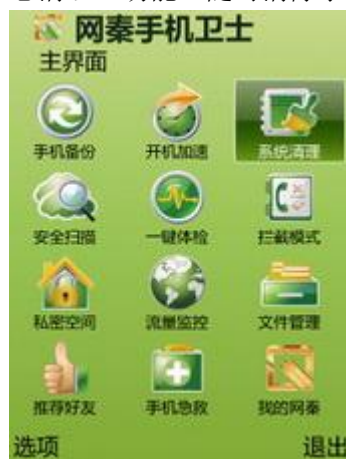 网秦手机卫士
主界面
手机备份 开机加速 系统清理
安全扫描 一键体检 拦截模式
私密空间 流量监控 文件管理
推荐好友 手机急救 我的网秦
选项 退出